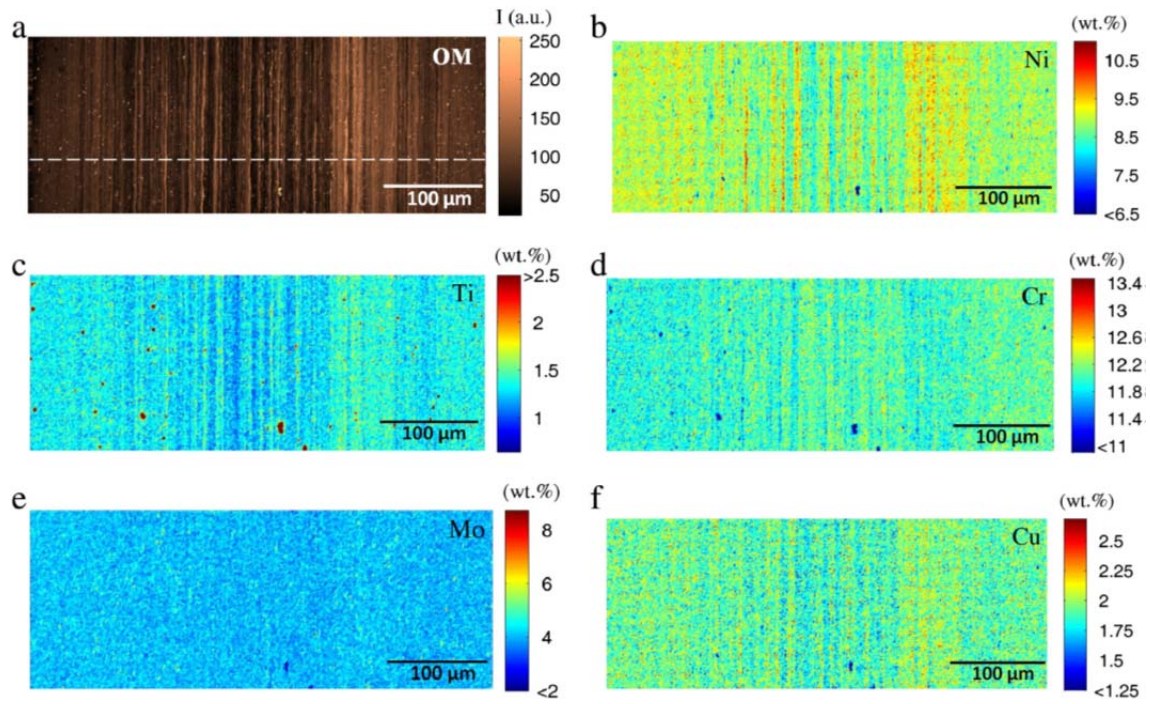 a
I (a.u.)
OM
250
200
150
100
50
100 μm
b
(wt.%)
Ni
10.5
9.5
8.5
7.5
<6.5
100 μm
c
(wt.%)
Ti
>2.5
2
1.5
1
100 μm
d
(wt.%)
Cr
13.4
13
12.6
12.2
11.8
11.4
<11
100 μm
e
(wt.%)
Mo
8
6
4
<2
100 μm
f
(wt.%)
Cu
2.5
2.25
2
1.75
1.5
<1.25
100 μm